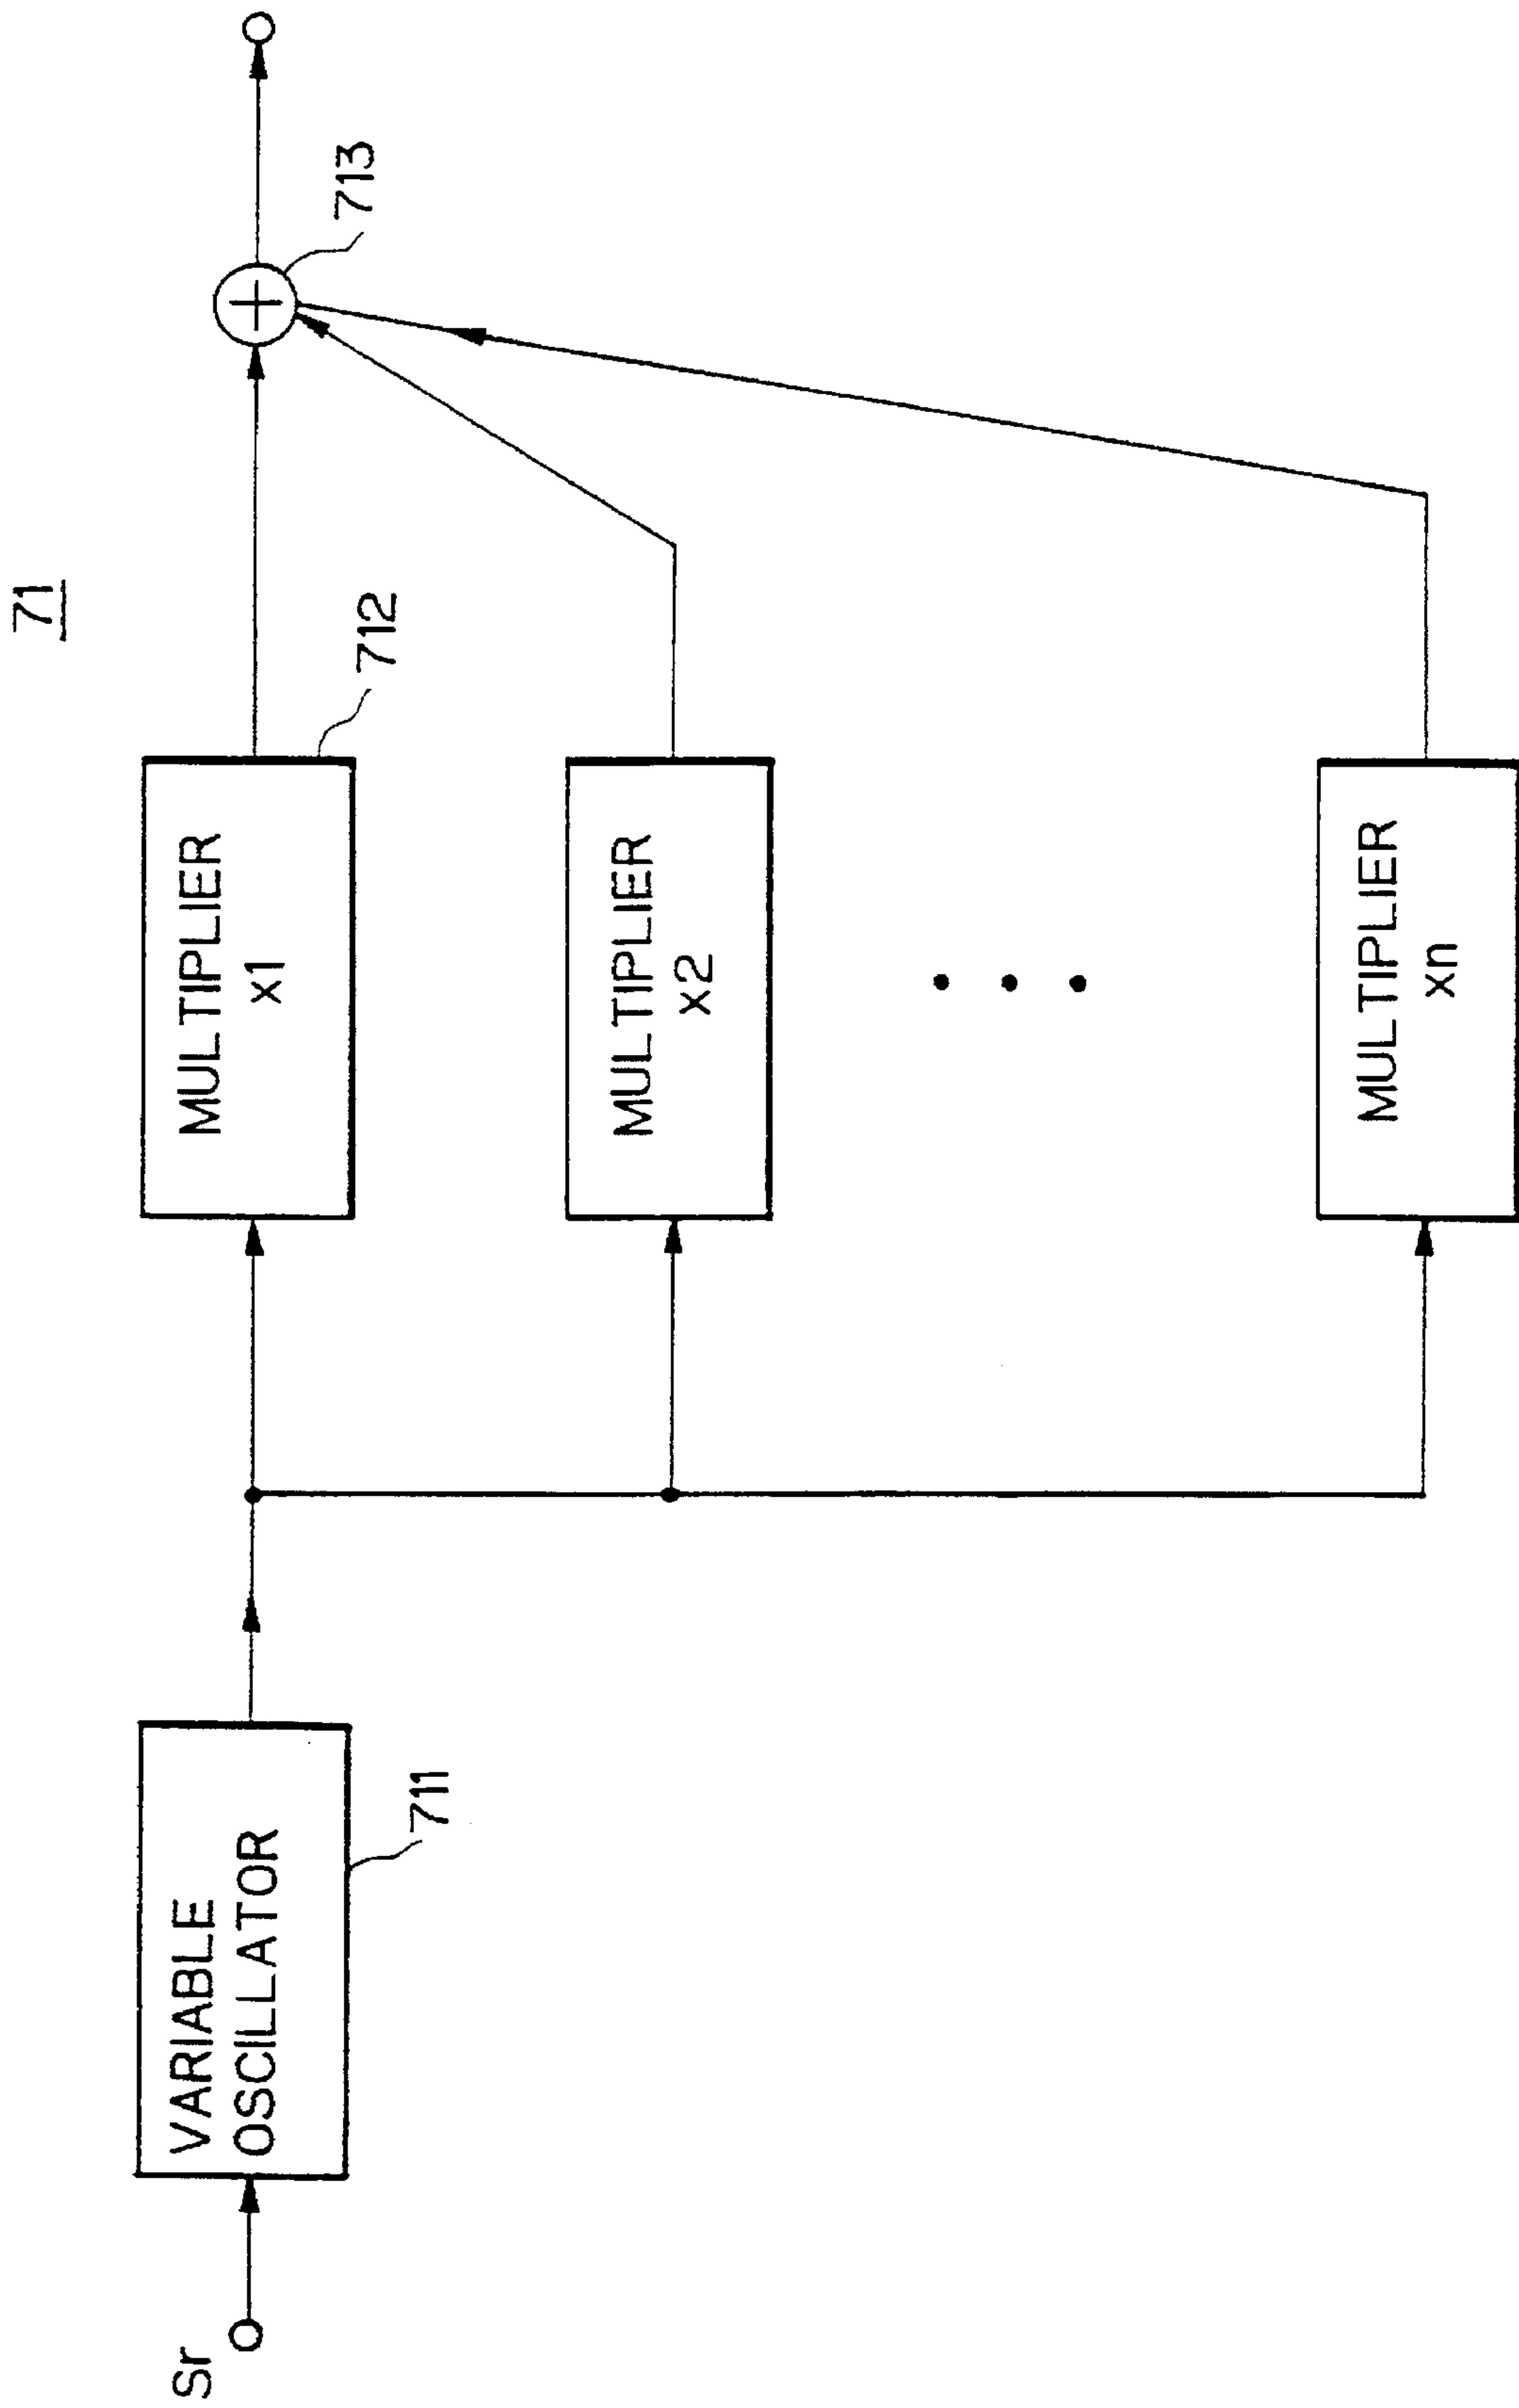 71
Sr
VARIABLE
OSCILLATOR
711
MULTIPLIER
x1
712
713
MULTIPLIER
x2
MULTIPLIER
xn